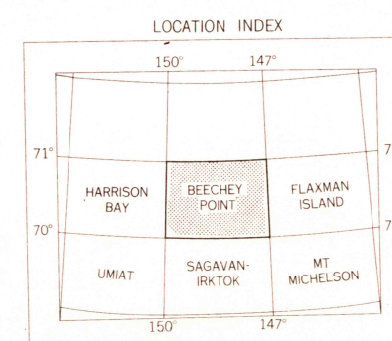 LOCATION INDEX
150° 147°
71° 7
HARRISON BAY
BEECHEY POINT
FLAXMAN ISLAND
70° 7
UMIAT
SAGAVAN-
IRKTOK
MT MICHELSON
150° 147°